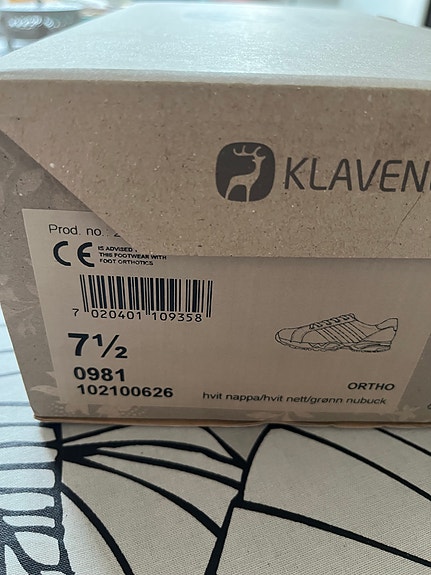 KLAVEN
Prod. no.
CE
IS ADVISED
THIS FOOTWEAR WITH
FOOT ORTHOTICS
7 020401 109358
7½
0981
102100626
ORTHO
hvit nappa/hvit nett/grønn nubuck